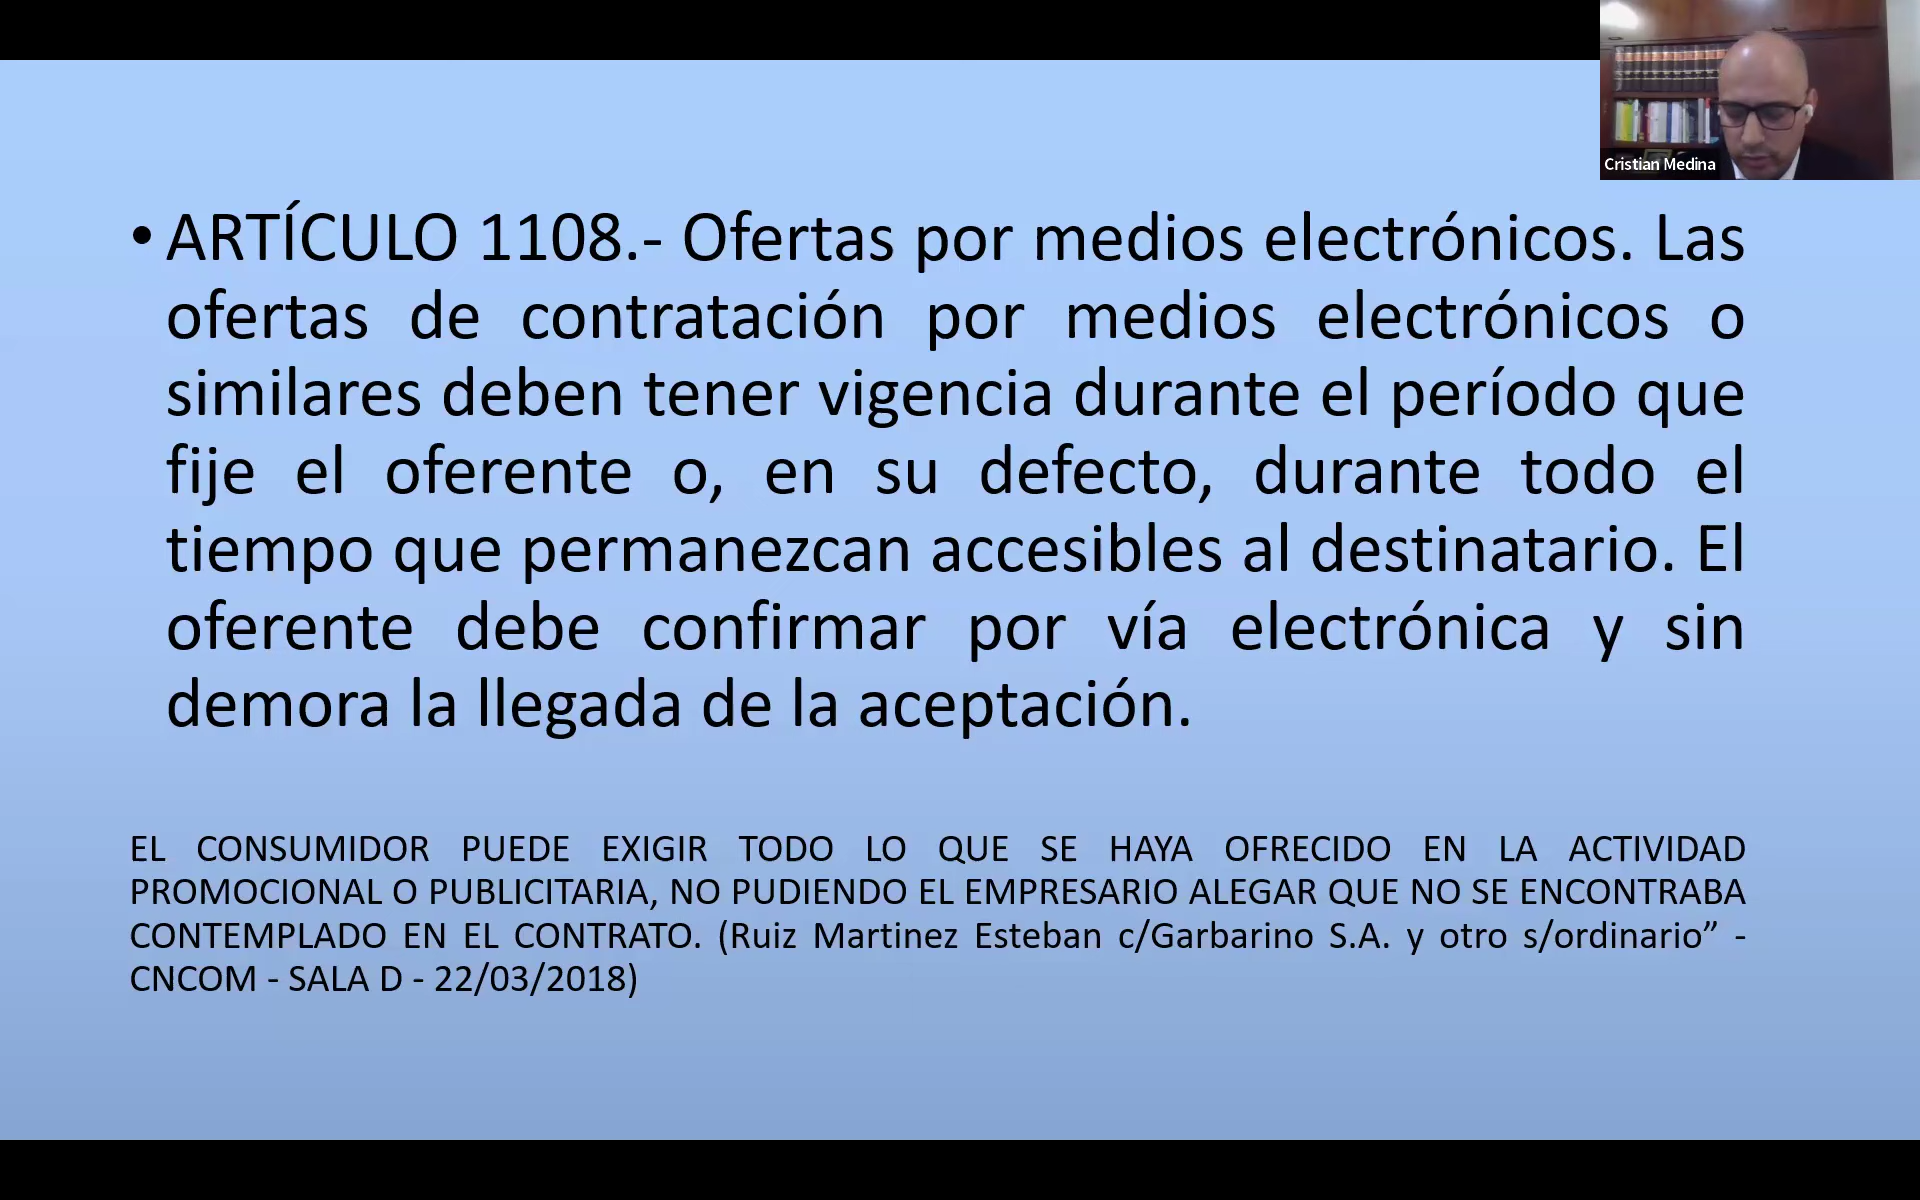 Cristian Medina
• ARTÍCULO 1108.- Ofertas por medios electrónicos. Las
ofertas de contratación por medios electrónicos o
similares deben tener vigencia durante el período que
fije el oferente o, en su defecto, durante todo el
tiempo que permanezcan accesibles al destinatario. El
oferente debe confirmar por vía electrónica y sin
demora la llegada de la aceptación.
EL CONSUMIDOR PUEDE EXIGIR TODO LO QUE SE HAYA OFRECIDO EN LA ACTIVIDAD
PROMOCIONAL O PUBLICITARIA, NO PUDIENDO EL EMPRESARIO ALEGAR QUE NO SE ENCONTRABA
CONTEMPLADO EN EL CONTRATO. (Ruiz Martinez Esteban c/Garbarino S.A. y otro s/ordinario” -
CNCOM - SALA D - 22/03/2018)